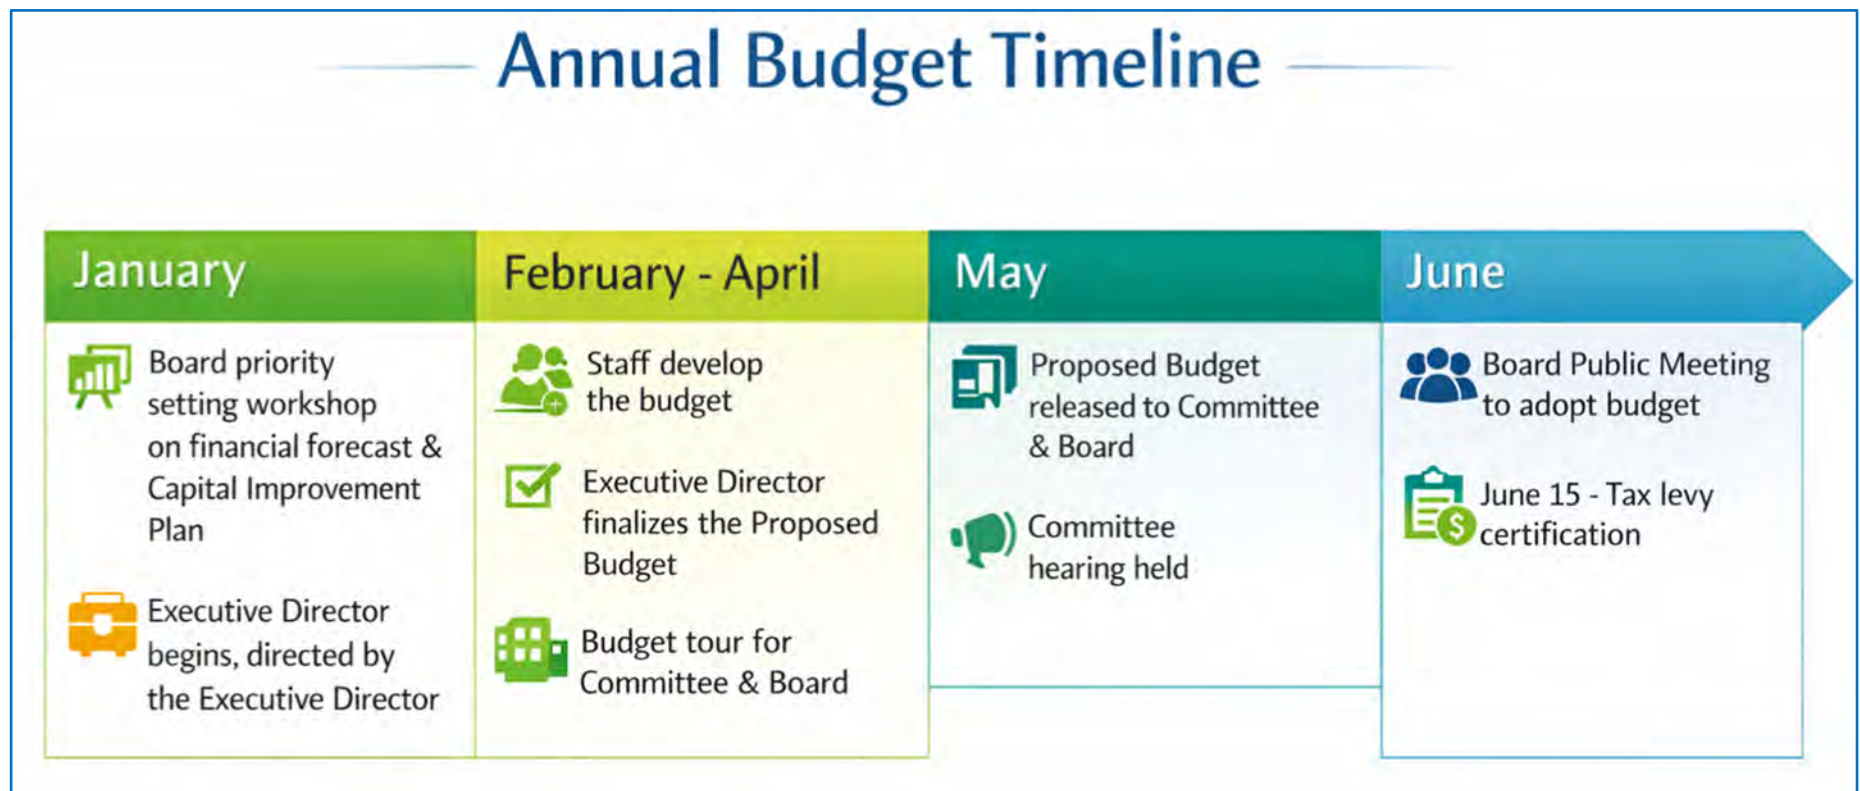 Annual Budget Timeline
January
Board priority
setting workshop
on financial forecast &
Capital Improvement
Plan
Executive Director
begins, directed by
the Executive Director
February - April
Staff develop
the budget
Executive Director
finalizes the Proposed
Budget
Budget tour for
Committee & Board
May
Proposed Budget
released to Committee
& Board
Committee
hearing held
June
Board Public Meeting
to adopt budget
June 15 - Tax levy
certification